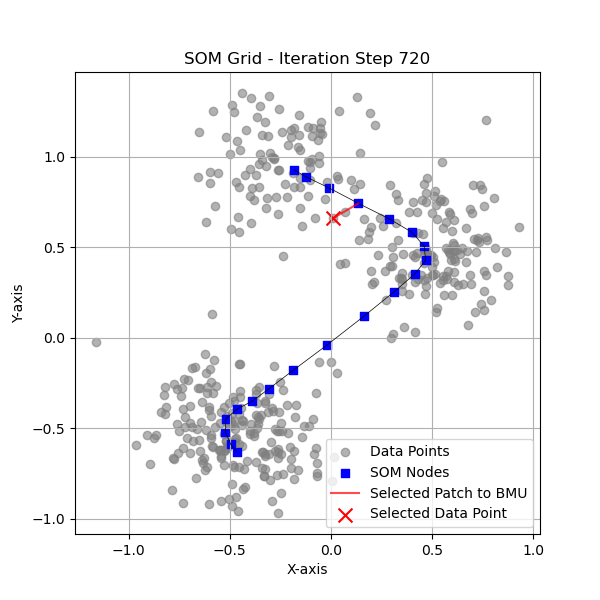 SOM Grid - Iteration Step 720
Y-axis
1.0
0.5
0.0
−0.5
−1.0
Data Points
SOM Nodes
Selected Patch to BMU
Selected Data Point
−1.0 −0.5 0.0 0.5 1.0
X-axis